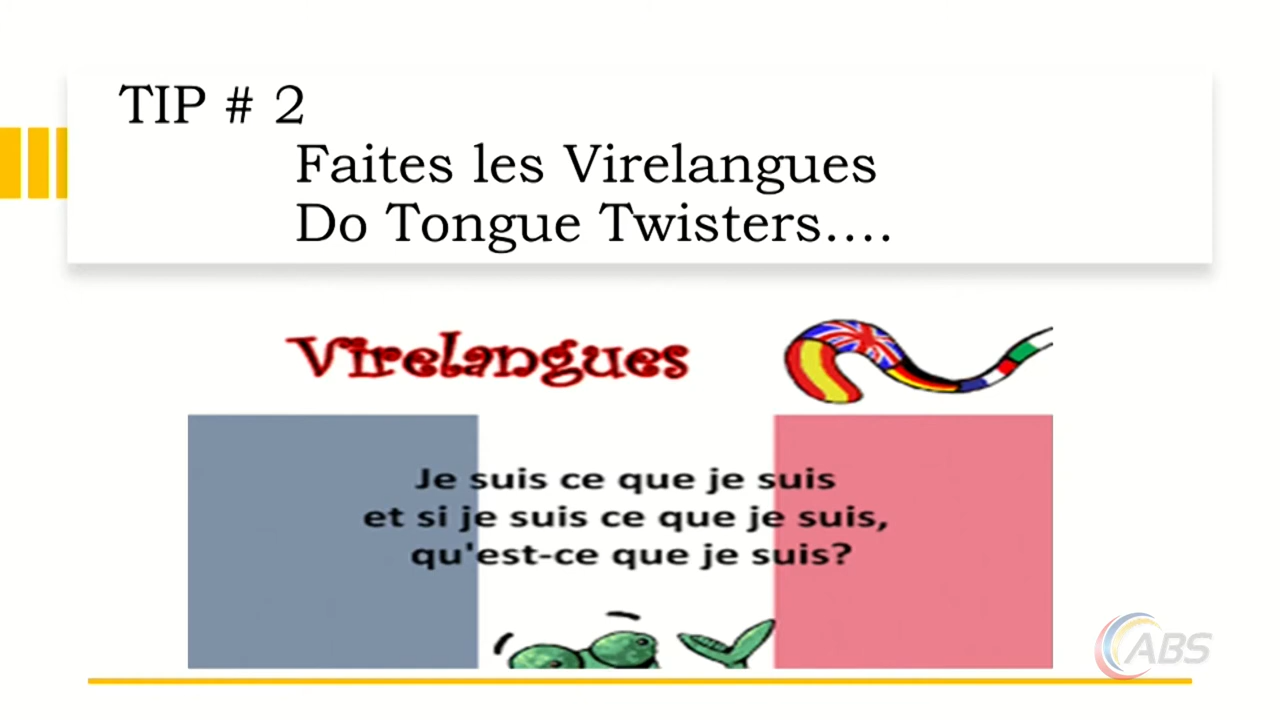 TIP # 2
Faites les Virelangues
Do Tongue Twisters....
Virelangues
Je suis ce que je suis
et si je suis ce que je suis,
qu'est-ce que je suis?
ABS